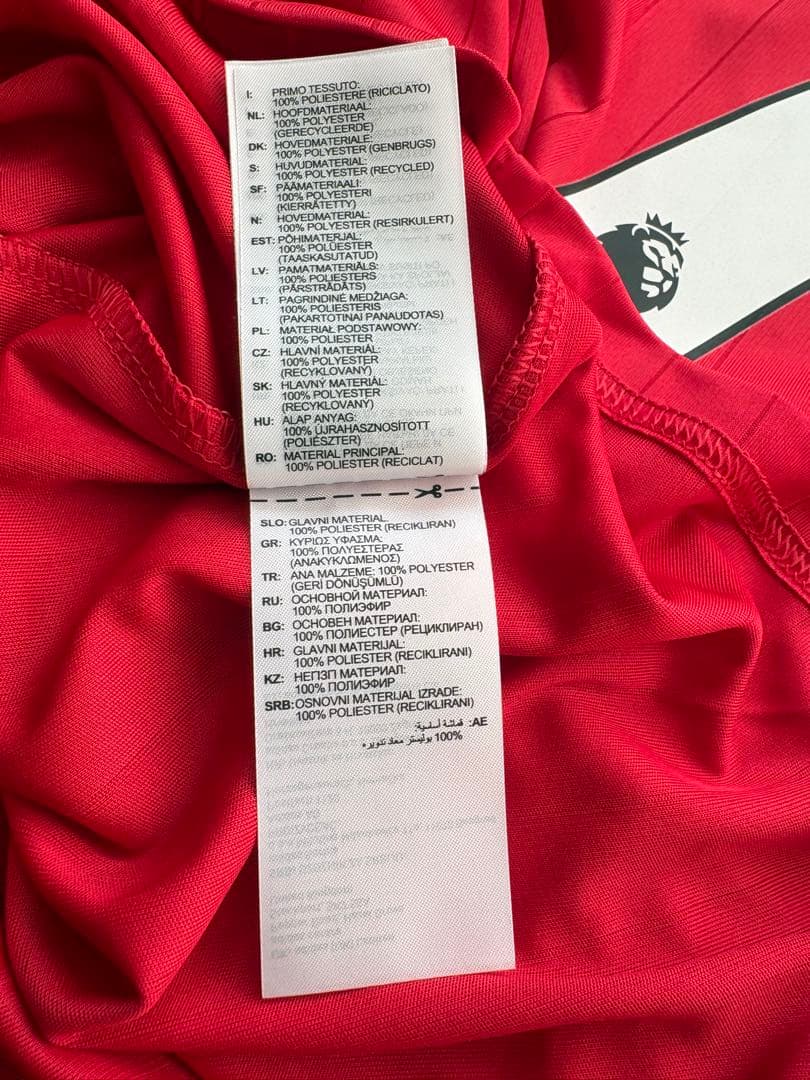 I: PRIMO TESSUTO:
100% POLIESTERE (RICICLATO)
NL: HOOFDMATERIAAL:
100% POLYESTER
(GERECYCLEERDE)
DK: HOVEDMATERIALE:
100% POLYESTER (GENBRUGS)
S: HUVUDMATERIAL:
100% POLYESTER (RECYCLED)
SF: PÄÄMATERIAALI:
100% POLYESTERI
(KIERRÄTETTY)
N: HOVEDMATERIAL:
100% POLYESTER (RESIRKULERT)
EST: PÕHIMATERJAL:
100% POLÜESTER
(TAASKASUTATUD)
LV: PAMATMATERIĀLS:
100% POLIESTERS
(PĀRSTRĀDĀTS)
LT: PAGRINDINĖ MEDŽIAGA:
100% POLIESTERIS
(PAKARTOTINAI PANAUDOTAS)
PL: MATERIAŁ PODSTAWOWY:
100% POLIESTER
CZ: HLAVNÍ MATERIÁL:
100% POLYESTER
(RECYKLOVANÝ)
SK: HLAVNÝ MATERIÁL:
100% POLYESTER
(RECYKLOVANÝ)
HU: ALAP ANYAG:
100% ÚJRAHASZNOSÍTOTT
(POLIÉSZTER)
RO: MATERIAL PRINCIPAL:
100% POLIESTER (RECICLAT)
SLO: GLAVNI MATERIAL.
100% POLIESTER (RECIKLIRAN)
GR: ΚΥΡΙΩΣ ΥΦΑΣΜΑ:
100% ΠΟΛΥΕΣΤΕΡΑΣ
(ΑΝΑΚΥΚΛΩΜΕΝΟΣ)
TR: ANA MALZEME: 100% POLYESTER
(GERİ DÖNÜŞÜMLÜ)
RU: ОСНОВНОЙ МАТЕРИАЛ:
100% ПОЛИЭФИР
BG: ОСНОВЕН МАТЕРИАЛ:
100% ПОЛИЕСТЕР (РЕЦИКЛИРАН)
HR: GLAVNI MATERIJAL:
100% POLIESTER (RECIKLIRANI)
KZ: НЕГІЗГІ МАТЕРИАЛ:
100% ПОЛИЭФИР
SRB: OSNOVNI MATERIJAL IZRADE:
100% POLIESTER (RECIKLIRANI)
AE: قماشة أساسية:
100% بوليستر معاد تدويره